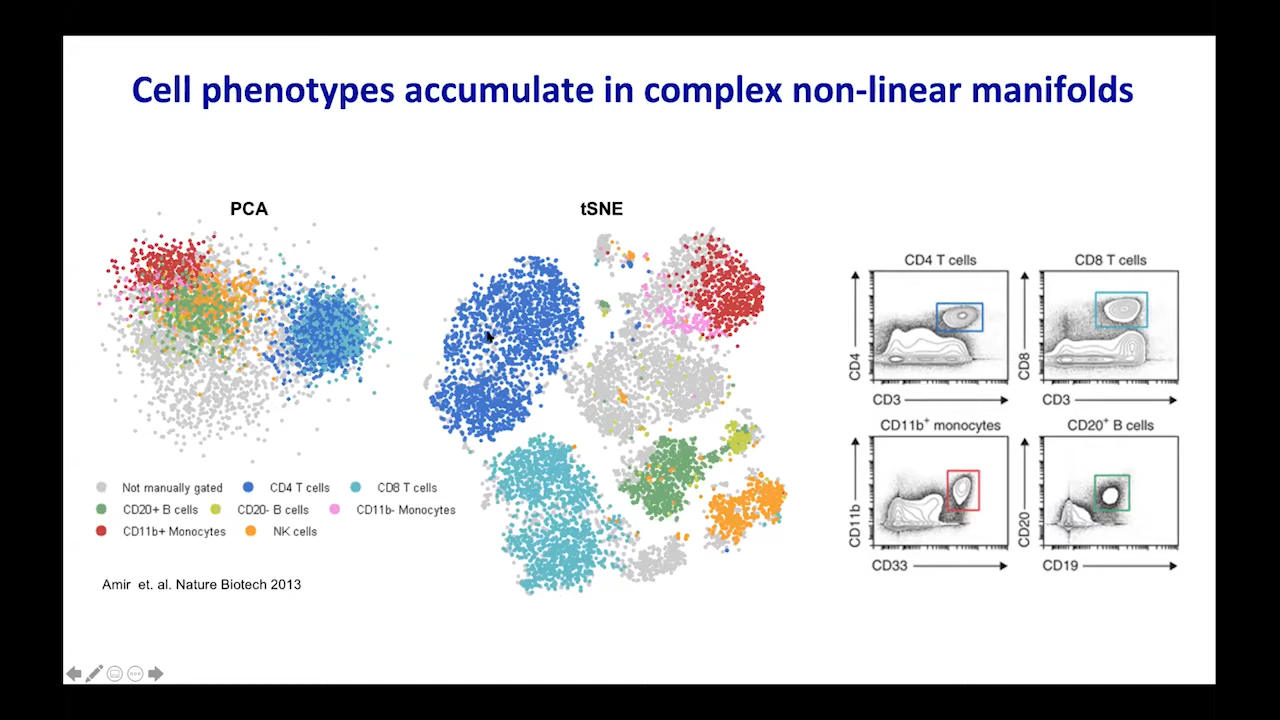 Cell phenotypes accumulate in complex non-linear manifolds
PCA
tSNE
Not manually gated
CD4 T cells
CD8 T cells
CD20+ B cells
CD20- B cells
CD11b- Monocytes
CD11b+ Monocytes
NK cells
Amir et. al. Nature Biotech 2013
CD4 T cells
CD4
CD3
CD8 T cells
CD8
CD3
CD11b⁺ monocytes
CD11b
CD33
CD20⁺ B cells
CD20
CD19